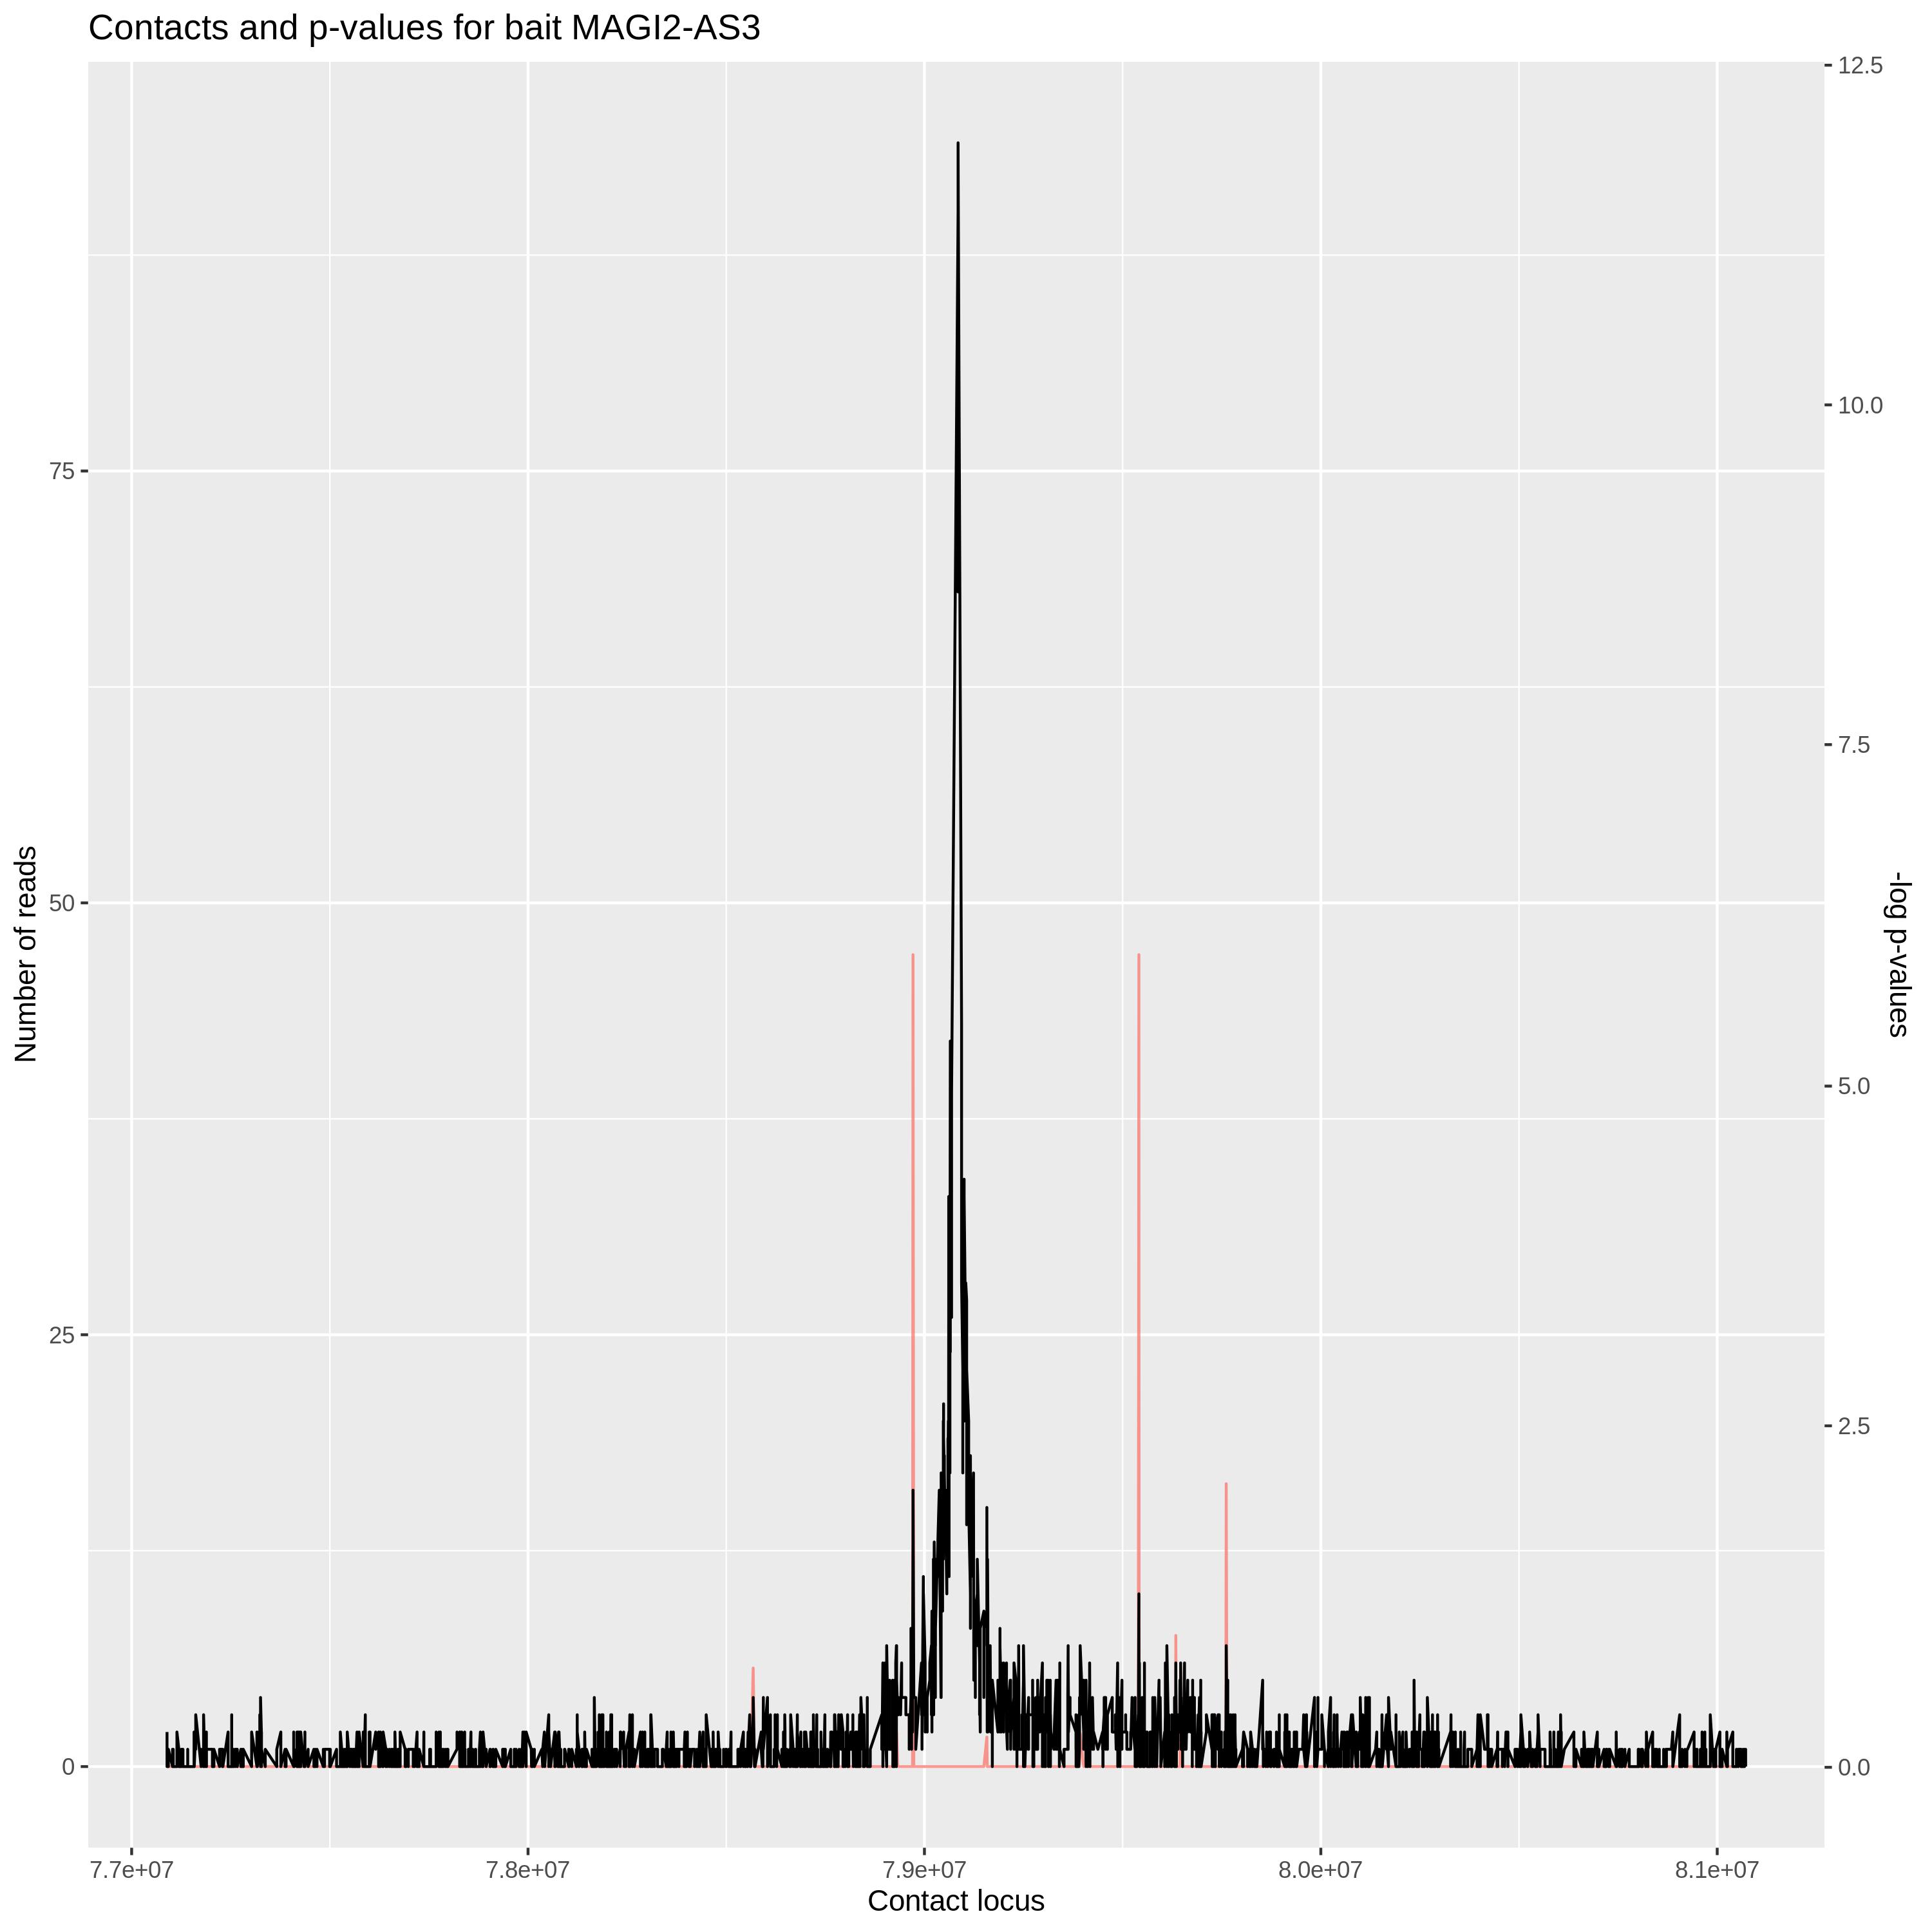 Contacts and p-values for bait MAGI2-AS3
12.5
10.0
75
7.5
50
Number of reads
-log p-values
5.0
25
2.5
0
0.0
7.7e+07 7.8e+07 7.9e+07 8.0e+07 8.1e+07
Contact locus